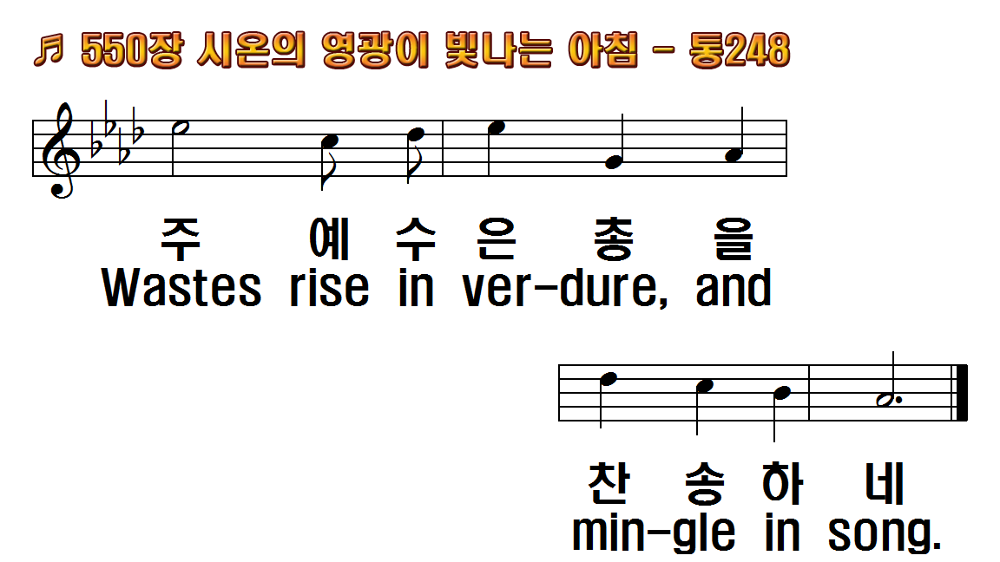 ♬ 550장 시온의 영광이 빛나는 아침 - 통248
주 예 수 은 총 을
Wastes rise in ver-dure, and
찬 송 하 네
min-gle in song.